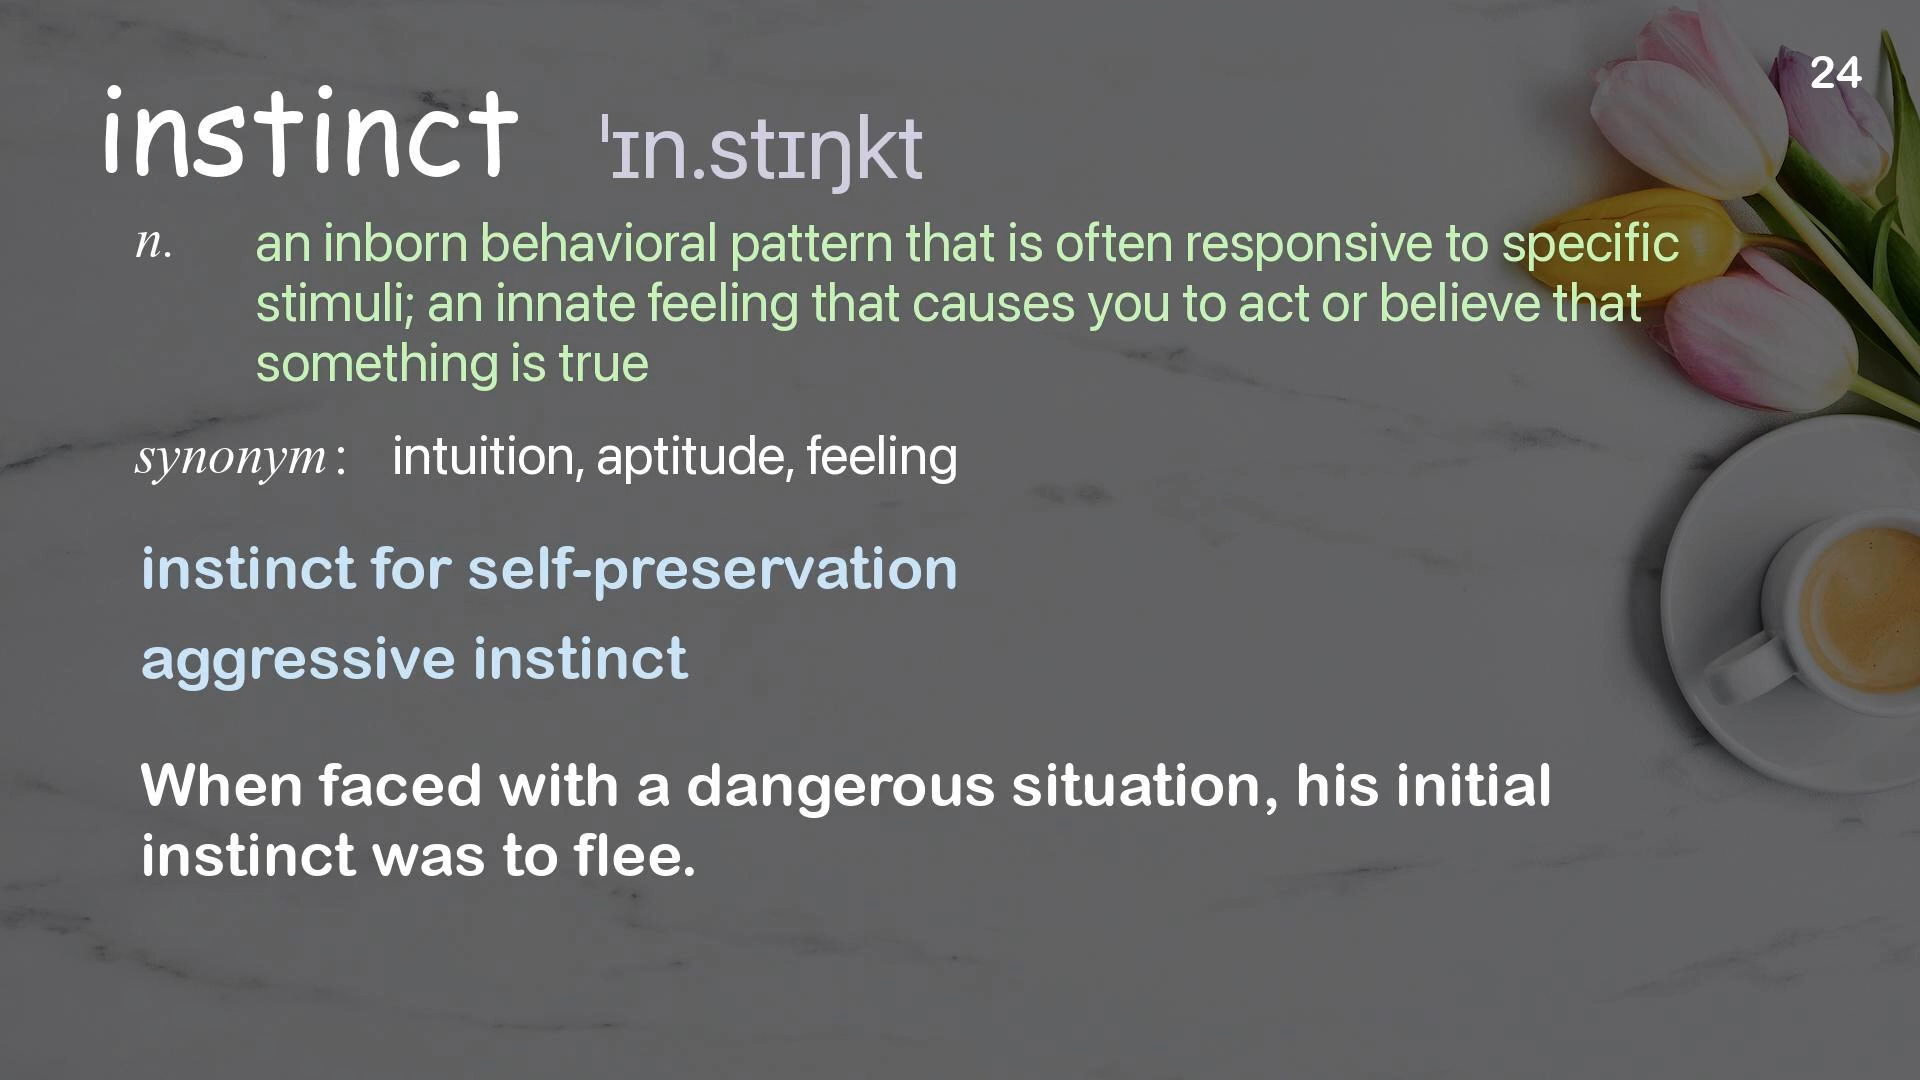 24
instinct ˈɪn.stɪŋkt
n. an inborn behavioral pattern that is often responsive to specific
stimuli; an innate feeling that causes you to act or believe that
something is true
synonym: intuition, aptitude, feeling
instinct for self-preservation
aggressive instinct
When faced with a dangerous situation, his initial
instinct was to flee.